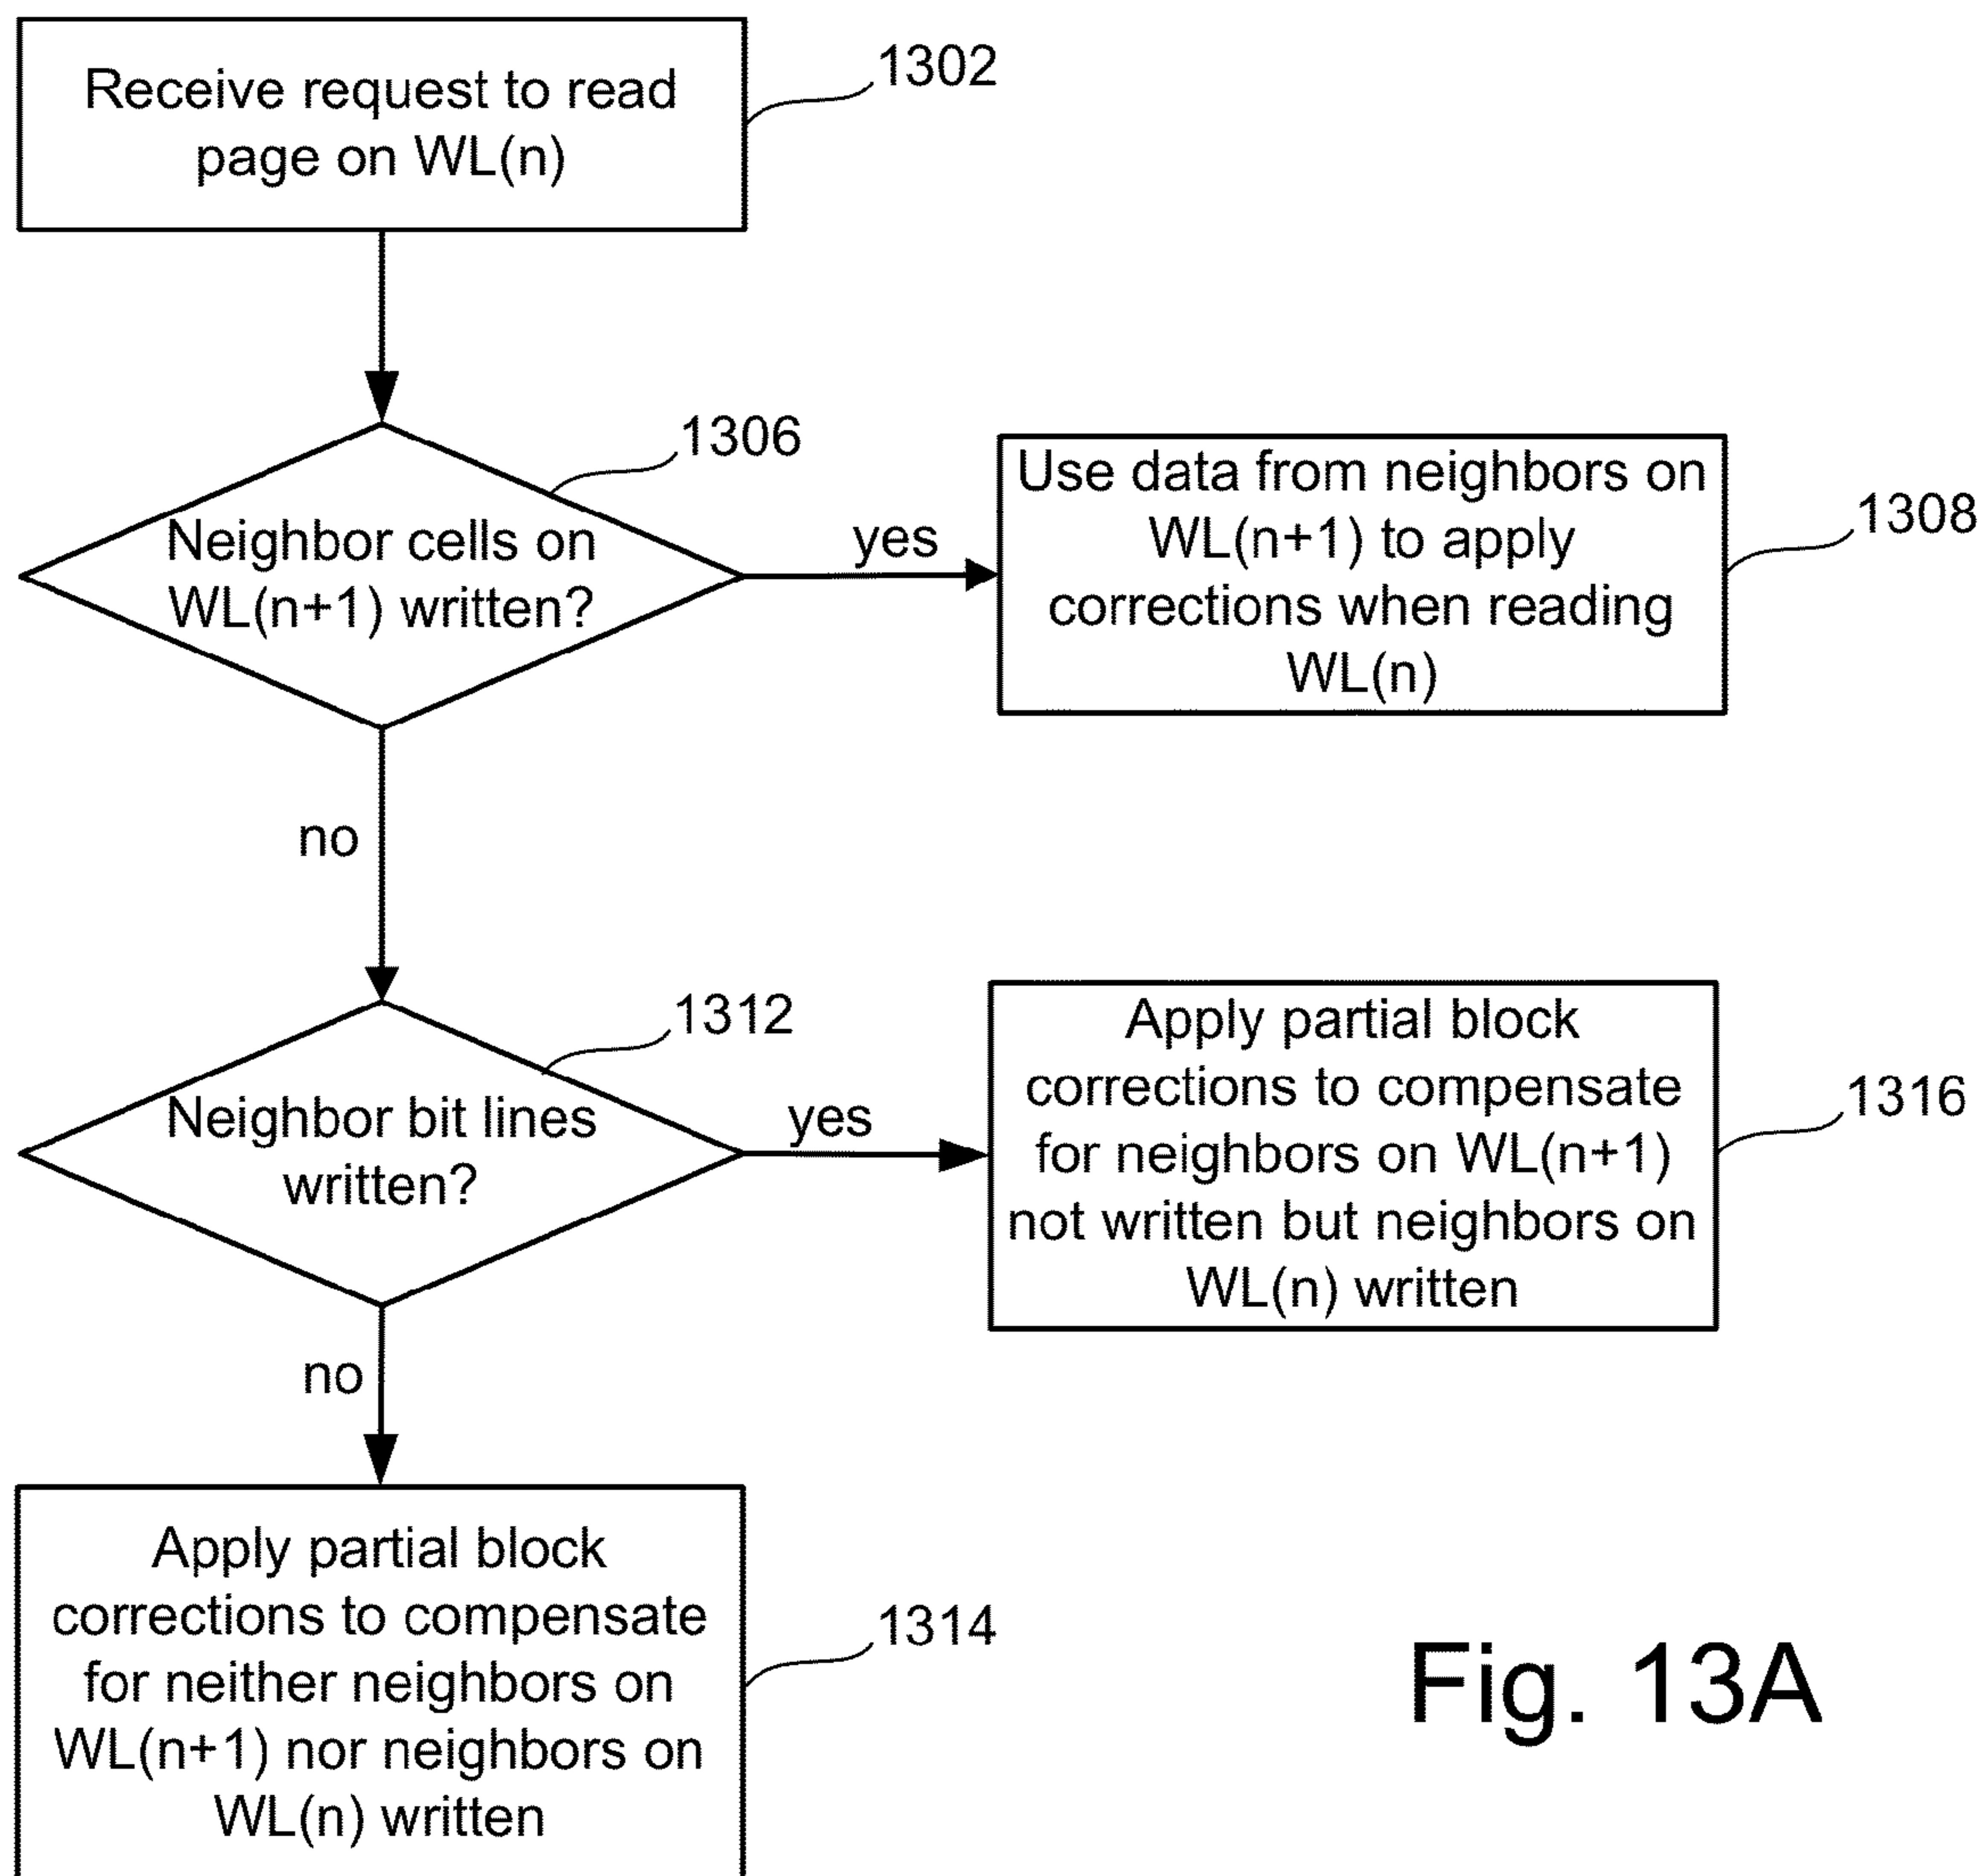 Receive request to read
page on WL(n)
1302
Neighbor cells on
WL(n+1) written?
1306
yes
Use data from neighbors on
WL(n+1) to apply
corrections when reading
WL(n)
1308
no
Neighbor bit lines
written?
1312
yes
Apply partial block
corrections to compensate
for neighbors on WL(n+1)
not written but neighbors on
WL(n) written
1316
no
Apply partial block
corrections to compensate
for neither neighbors on
WL(n+1) nor neighbors on
WL(n) written
1314
Fig. 13A